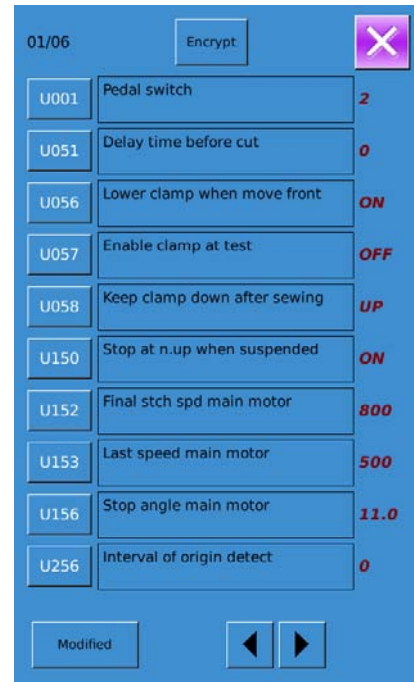 01/06 Encrypt X
U001 Pedal switch 2
U051 Delay time before cut 0
U056 Lower clamp when move front ON
U057 Enable clamp at test OFF
U058 Keep clamp down after sewing UP
U150 Stop at n.up when suspended ON
U152 Final stch spd main motor 800
U153 Last speed main motor 500
U156 Stop angle main motor 11.0
U256 Interval of origin detect 0
Modified